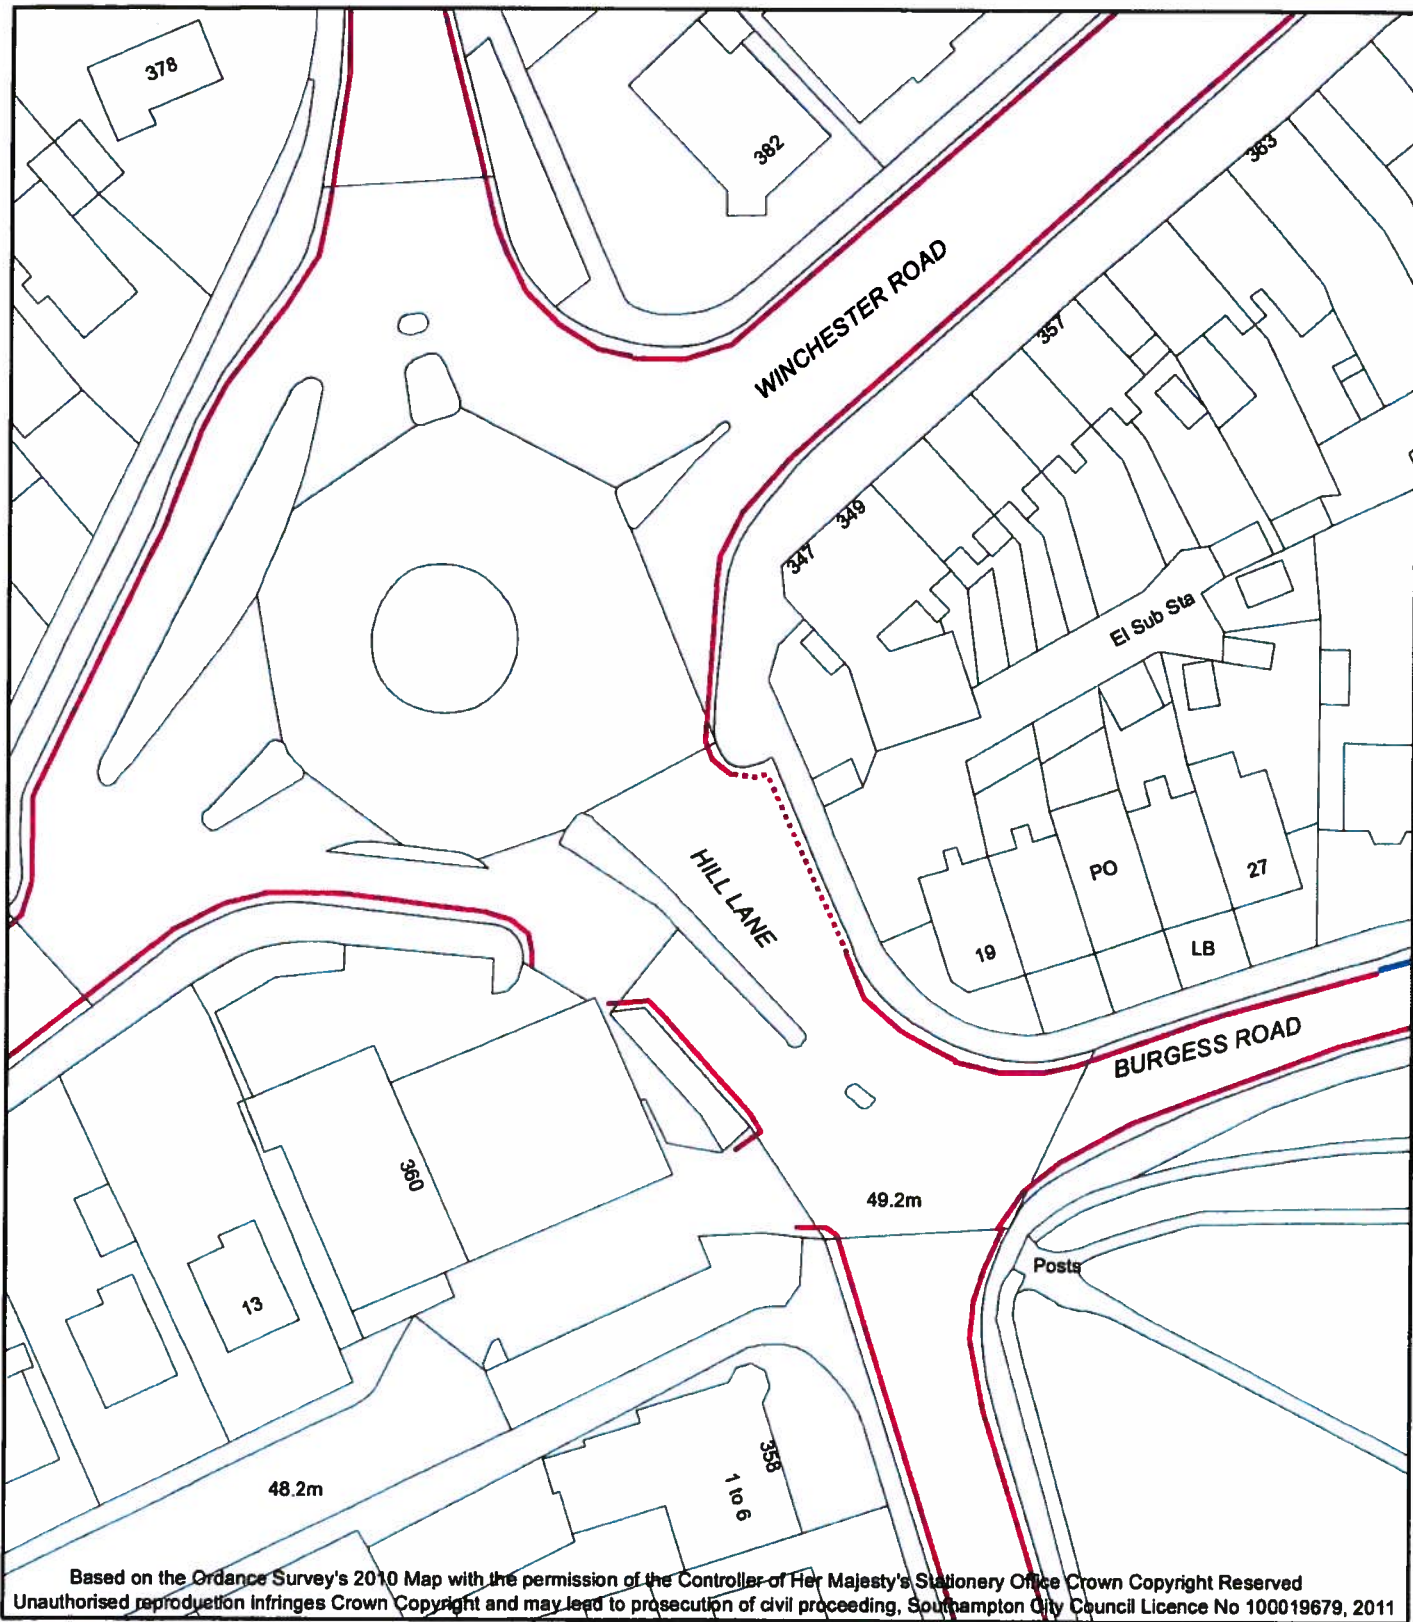 378
382
363
WINCHESTER ROAD
357
349
347
El Sub Sta
HILL LANE
PO
27
19
LB
BURGESS ROAD
360
49.2m
Posts
13
358
1 to 6
48.2m
Based on the Ordance Survey's 2010 Map with the permission of the Controller of Her Majesty's Stationery Office Crown Copyright Reserved
Unauthorised reproduction infringes Crown Copyright and may lead to prosecution of civil proceeding, Southampton City Council Licence No 100019679, 2011